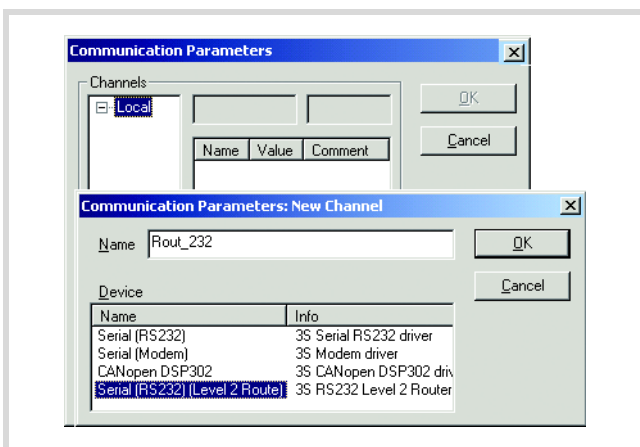 Communication Parameters
Channels
Local
OK
Cancel
Name Value Comment
Communication Parameters: New Channel
Name Rout_232
OK
Cancel
Device
Name Info
Serial (RS232) 3S Serial RS232 driver
Serial (Modem) 3S Modem driver
CANopen DSP302 3S CANopen DSP302 driv
Serial (RS232) (Level 2 Route) 3S RS232 Level 2 Router